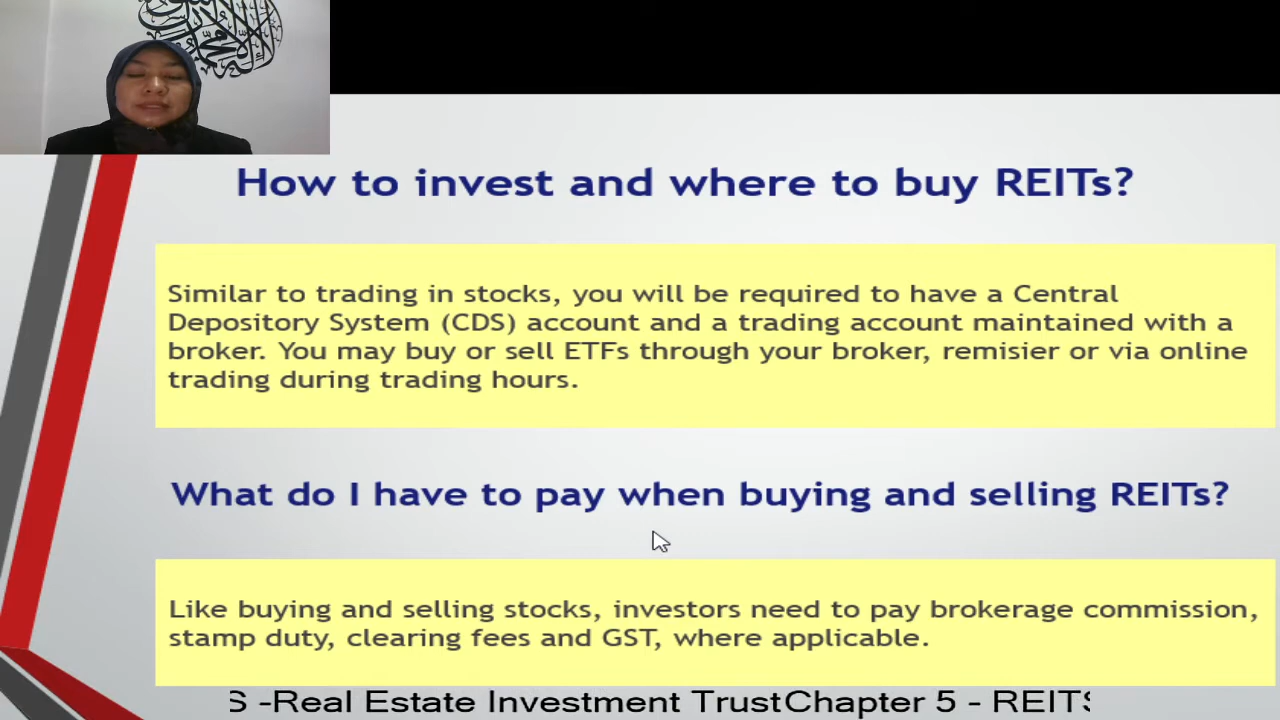 How to invest and where to buy REITs?
Similar to trading in stocks, you will be required to have a Central
Depository System (CDS) account and a trading account maintained with a
broker. You may buy or sell ETFs through your broker, remisier or via online
trading during trading hours.
What do I have to pay when buying and selling REITs?
Like buying and selling stocks, investors need to pay brokerage commission,
stamp duty, clearing fees and GST, where applicable.
S -Real Estate Investment TrustChapter 5 - REITS